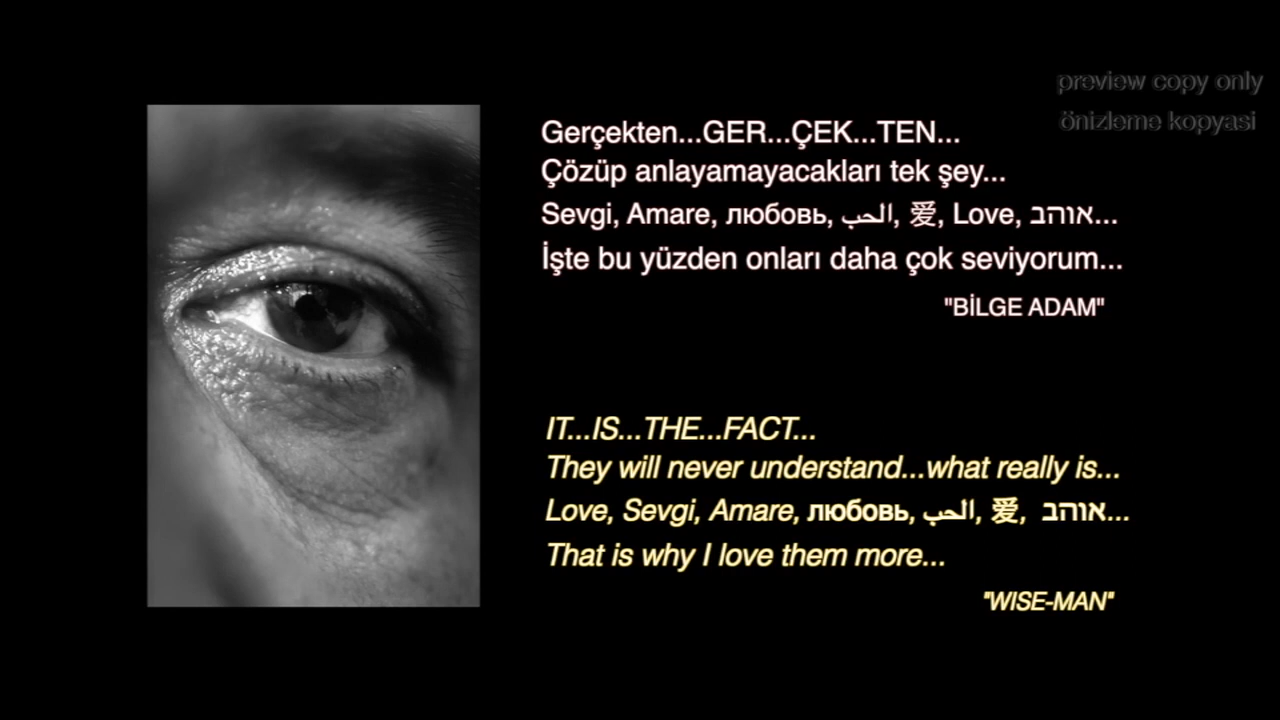 preview copy only
önizleme kopyasi
Gerçekten...GER...ÇEK...TEN...
Çözüp anlayamayacakları tek şey...
Sevgi, Amare, любовь, الحب, 爱, Love, אוהב...
İşte bu yüzden onları daha çok seviyorum...
"BİLGE ADAM"
IT...IS...THE...FACT...
They will never understand...what really is...
Love, Sevgi, Amare, любовь, الحب, 爱, אוהב...
That is why I love them more...
"WISE-MAN"